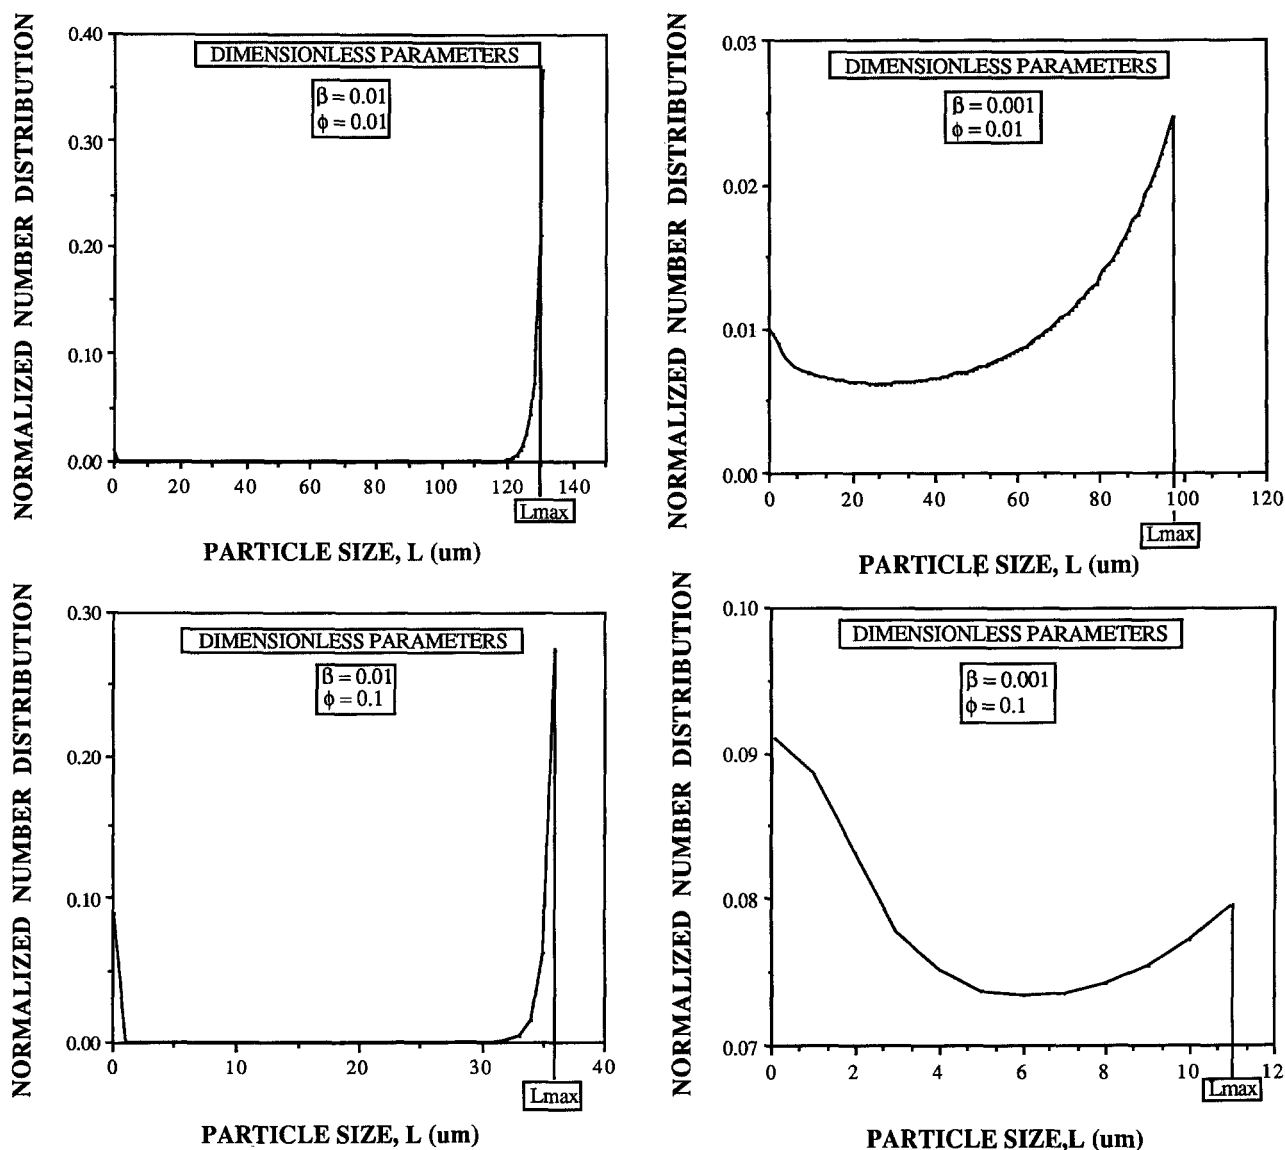 NORMALIZED NUMBER DISTRIBUTION
0.40
0.30
0.20
0.10
0.00
DIMENSIONLESS PARAMETERS
β = 0.01
ϕ = 0.01
0 20 40 60 80 100 120 140
Lmax
PARTICLE SIZE, L (um)
NORMALIZED NUMBER DISTRIBUTION
0.03
0.02
0.01
0.00
DIMENSIONLESS PARAMETERS
β = 0.001
ϕ = 0.01
0 20 40 60 80 100 120
Lmax
PARTICLE SIZE, L (um)
NORMALIZED NUMBER DISTRIBUTION
0.30
0.20
0.10
0.00
DIMENSIONLESS PARAMETERS
β = 0.01
ϕ = 0.1
0 10 20 30 40
Lmax
PARTICLE SIZE, L (um)
NORMALIZED NUMBER DISTRIBUTION
0.10
0.09
0.08
0.07
DIMENSIONLESS PARAMETERS
β = 0.001
ϕ = 0.1
0 2 4 6 8 10 12
Lmax
PARTICLE SIZE,L (um)